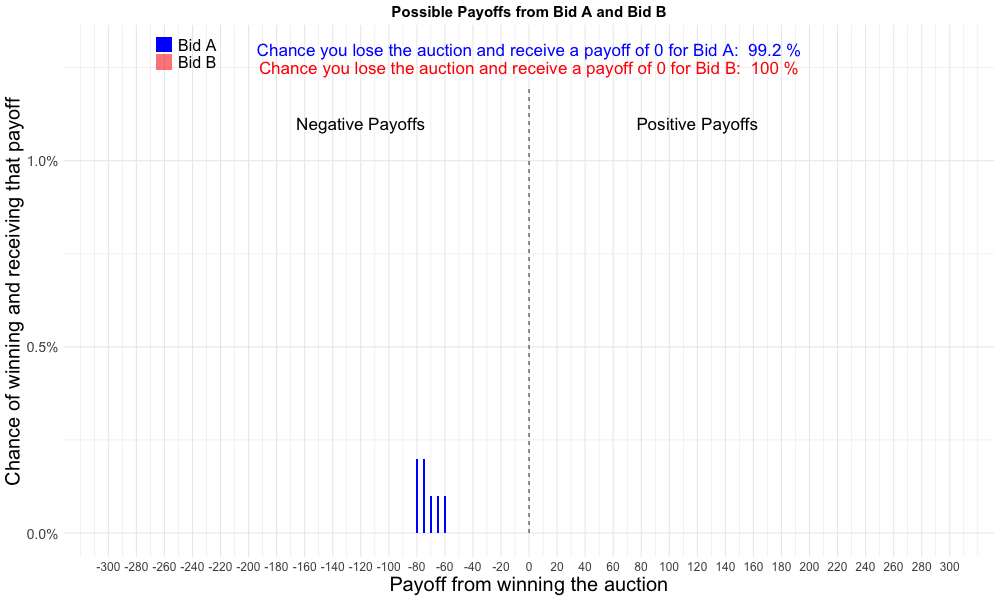 Possible Payoffs from Bid A and Bid B
Bid A
Bid B
Chance you lose the auction and receive a payoff of 0 for Bid A:  99.2 %
Chance you lose the auction and receive a payoff of 0 for Bid B:  100 %
Negative Payoffs
Positive Payoffs
Chance of winning and receiving that payoff
1.0%
0.5%
0.0%
-300 -280 -260 -240 -220 -200 -180 -160 -140 -120 -100 -80 -60 -40 -20 0 20 40 60 80 100 120 140 160 180 200 220 240 260 280 300
Payoff from winning the auction